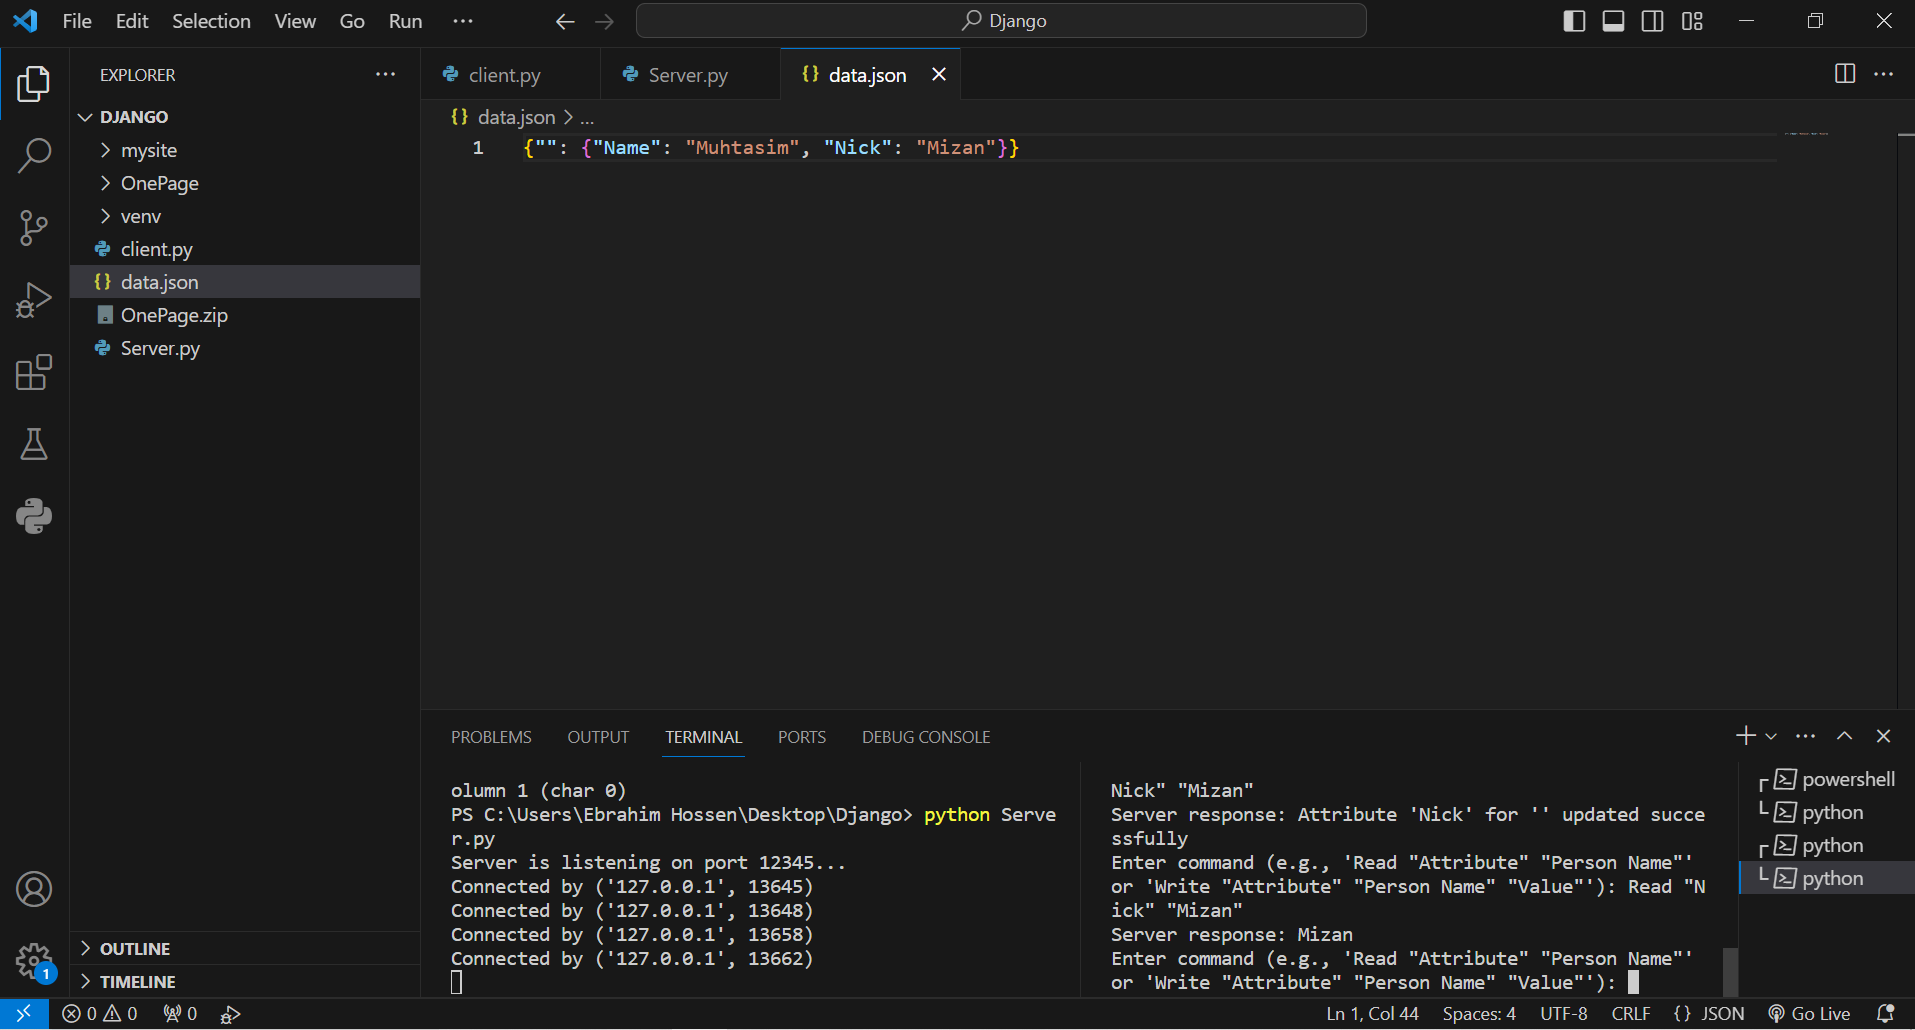 File Edit Selection View Go Run ··· Django
EXPLORER ···
DJANGO
mysite
OnePage
venv
client.py
data.json
OnePage.zip
Server.py
OUTLINE
TIMELINE
client.py Server.py {} data.json
{} data.json > ...
1 {"": {"Name": "Muhtasim", "Nick": "Mizan"}}
PROBLEMS OUTPUT TERMINAL PORTS DEBUG CONSOLE
olumn 1 (char 0)
PS C:\Users\Ebrahim Hossen\Desktop\Django> python Serve
r.py
Server is listening on port 12345...
Connected by ('127.0.0.1', 13645)
Connected by ('127.0.0.1', 13648)
Connected by ('127.0.0.1', 13658)
Connected by ('127.0.0.1', 13662)
Nick" "Mizan"
Server response: Attribute 'Nick' for '' updated succe
ssfully
Enter command (e.g., 'Read "Attribute" "Person Name"'
or 'Write "Attribute" "Person Name" "Value"'): Read "N
ick" "Mizan"
Server response: Mizan
Enter command (e.g., 'Read "Attribute" "Person Name"'
or 'Write "Attribute" "Person Name" "Value"'):
powershell
python
python
python
1
0 0 0 Ln 1, Col 44 Spaces: 4 UTF-8 CRLF {} JSON Go Live